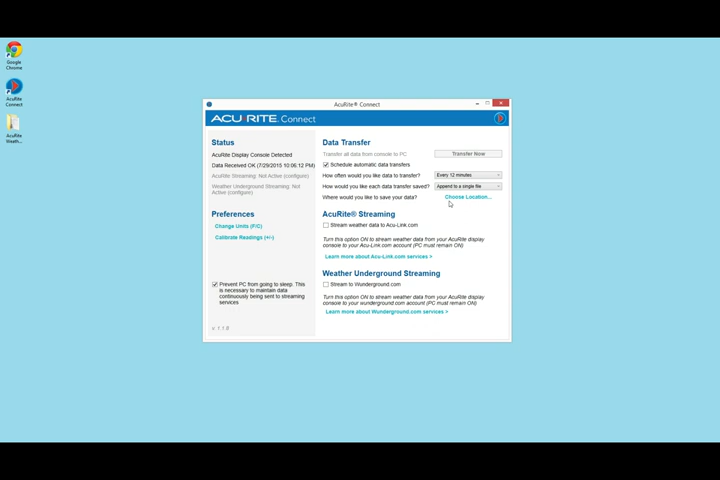 Google
Chrome
AcuRite
Connect
AcuRite
Weath...
AcuRite® Connect
ACURITE. Connect
Status
AcuRite Display Console Detected
Data Received OK (7/29/2015 10:06:12 PM)
AcuRite Streaming: Not Active (configure)
Weather Underground Streaming: Not
Active (configure)
Preferences
Change Units (F/C)
Calibrate Readings (+/-)
Prevent PC from going to sleep. This
is necessary to maintain data
continuously being sent to streaming
services
v. 1.1.8
Data Transfer
Transfer all data from console to PC
Transfer Now
Schedule automatic data transfers
How often would you like data to transfer?
Every 12 minutes
How would you like each data transfer saved?
Append to a single file
Where would you like to save your data?
Choose Location...
AcuRite® Streaming
Stream weather data to Acu-Link.com
Turn this option ON to stream weather data from your AcuRite display
console to your Acu-Link.com account (PC must remain ON)
Learn more about Acu-Link.com services >
Weather Underground Streaming
Stream to Wunderground.com
Turn this option ON to stream weather data from your AcuRite display
console to your wunderground.com account (PC must remain ON)
Learn more about Wunderground.com services >